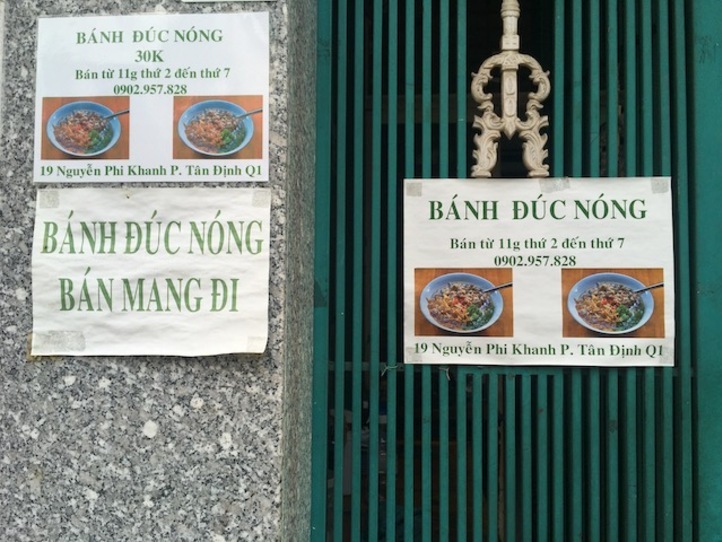 BÁNH ĐÚC NÓNG
30K
Bán từ 11g thứ 2 đến thứ 7
0902.957.828
19 Nguyễn Phi Khanh P. Tân Định Q1
BÁNH ĐÚC NÓNG
BÁN MANG ĐI
BÁNH ĐÚC NÓNG
Bán từ 11g thứ 2 đến thứ 7
0902.957.828
19 Nguyễn Phi Khanh P. Tân Định Q1